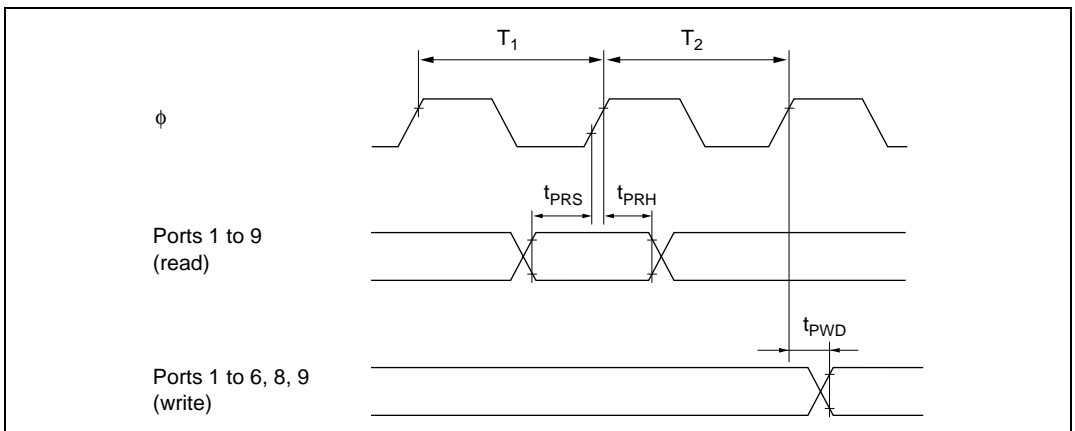 T1 T2
ϕ
tPRS tPRH
Ports 1 to 9
(read)
tPWD
Ports 1 to 6, 8, 9
(write)